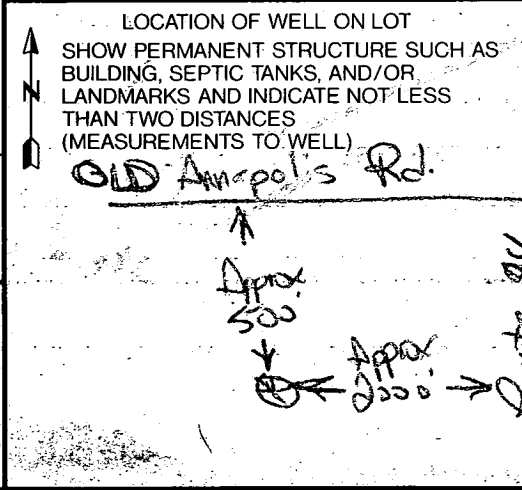 LOCATION OF WELL ON LOT
SHOW PERMANENT STRUCTURE SUCH AS
BUILDING, SEPTIC TANKS, AND/OR
LANDMARKS AND INDICATE NOT LESS
THAN TWO DISTANCES
(MEASUREMENTS TO WELL)
N
OLD Annapolis Rd.
Approx
500'
Approx
2000'